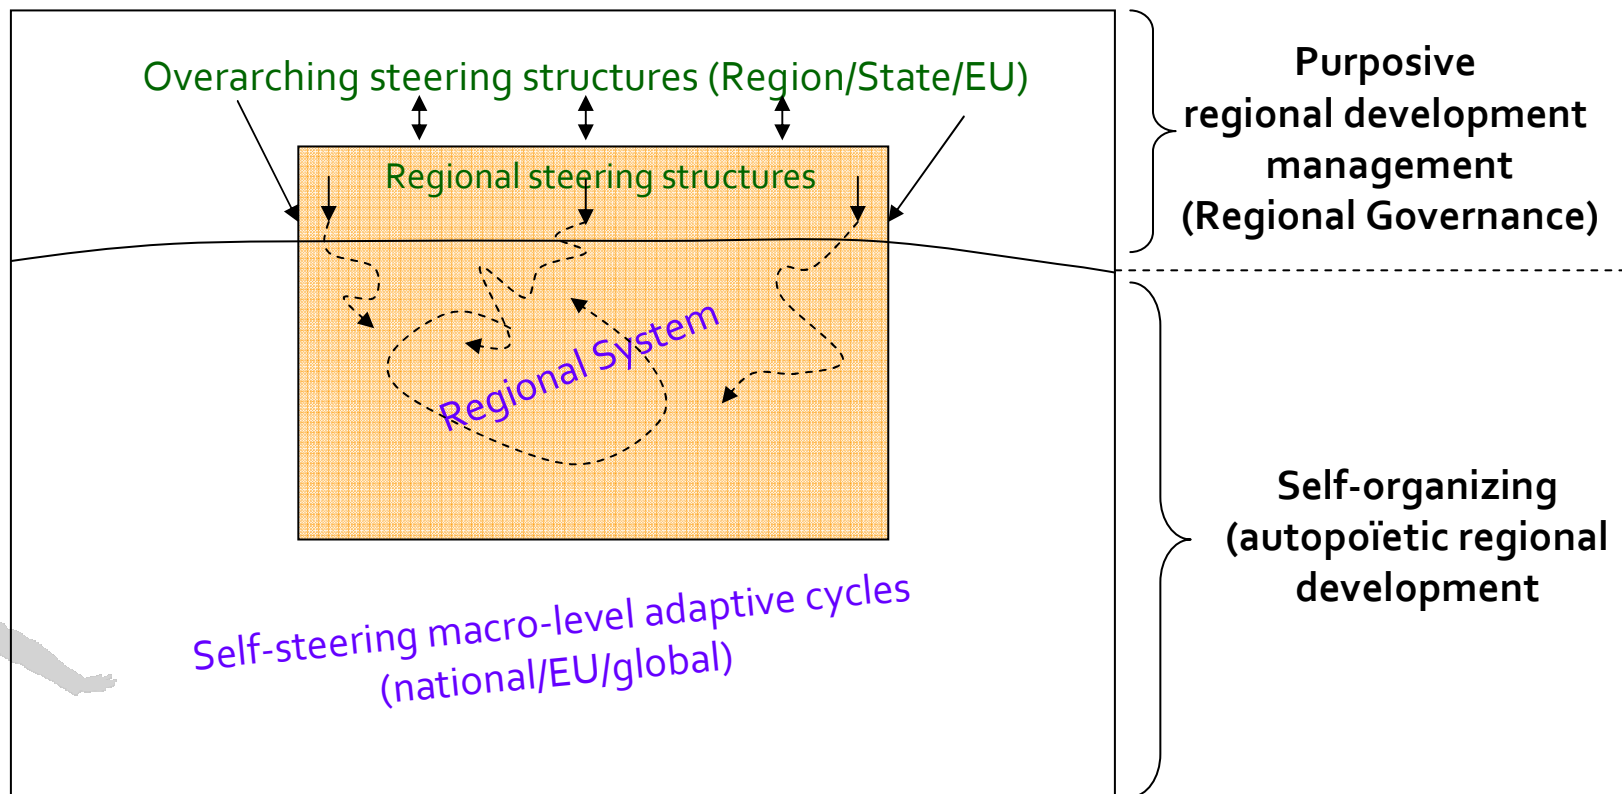 Overarching steering structures (Region/State/EU)
Regional steering structures
Regional System
Self-steering macro-level adaptive cycles
(national/EU/global)
Purposive
regional development
management
(Regional Governance)
Self-organizing
(autopoïetic regional
development